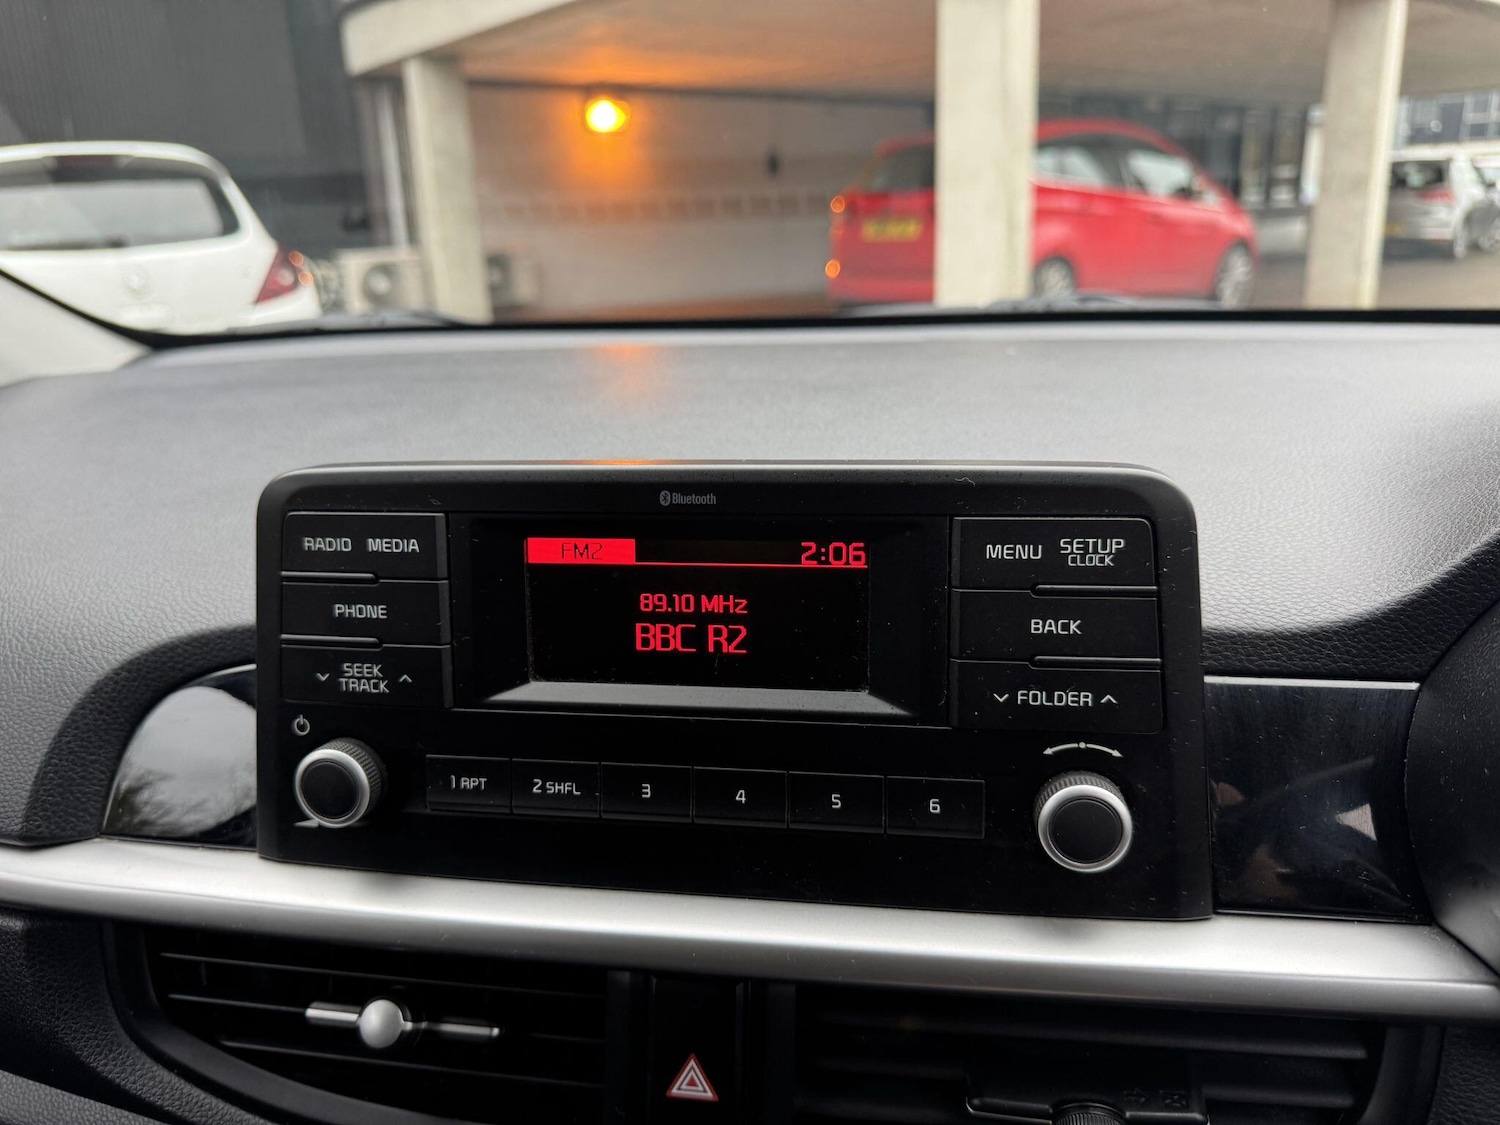 Bluetooth
RADIO MEDIA
FM2 2:06
MENU SETUP
CLOCK
PHONE
89.10 MHz
BBC R2
BACK
SEEK
TRACK
FOLDER
1 RPT 2 SHFL 3 4 5 6